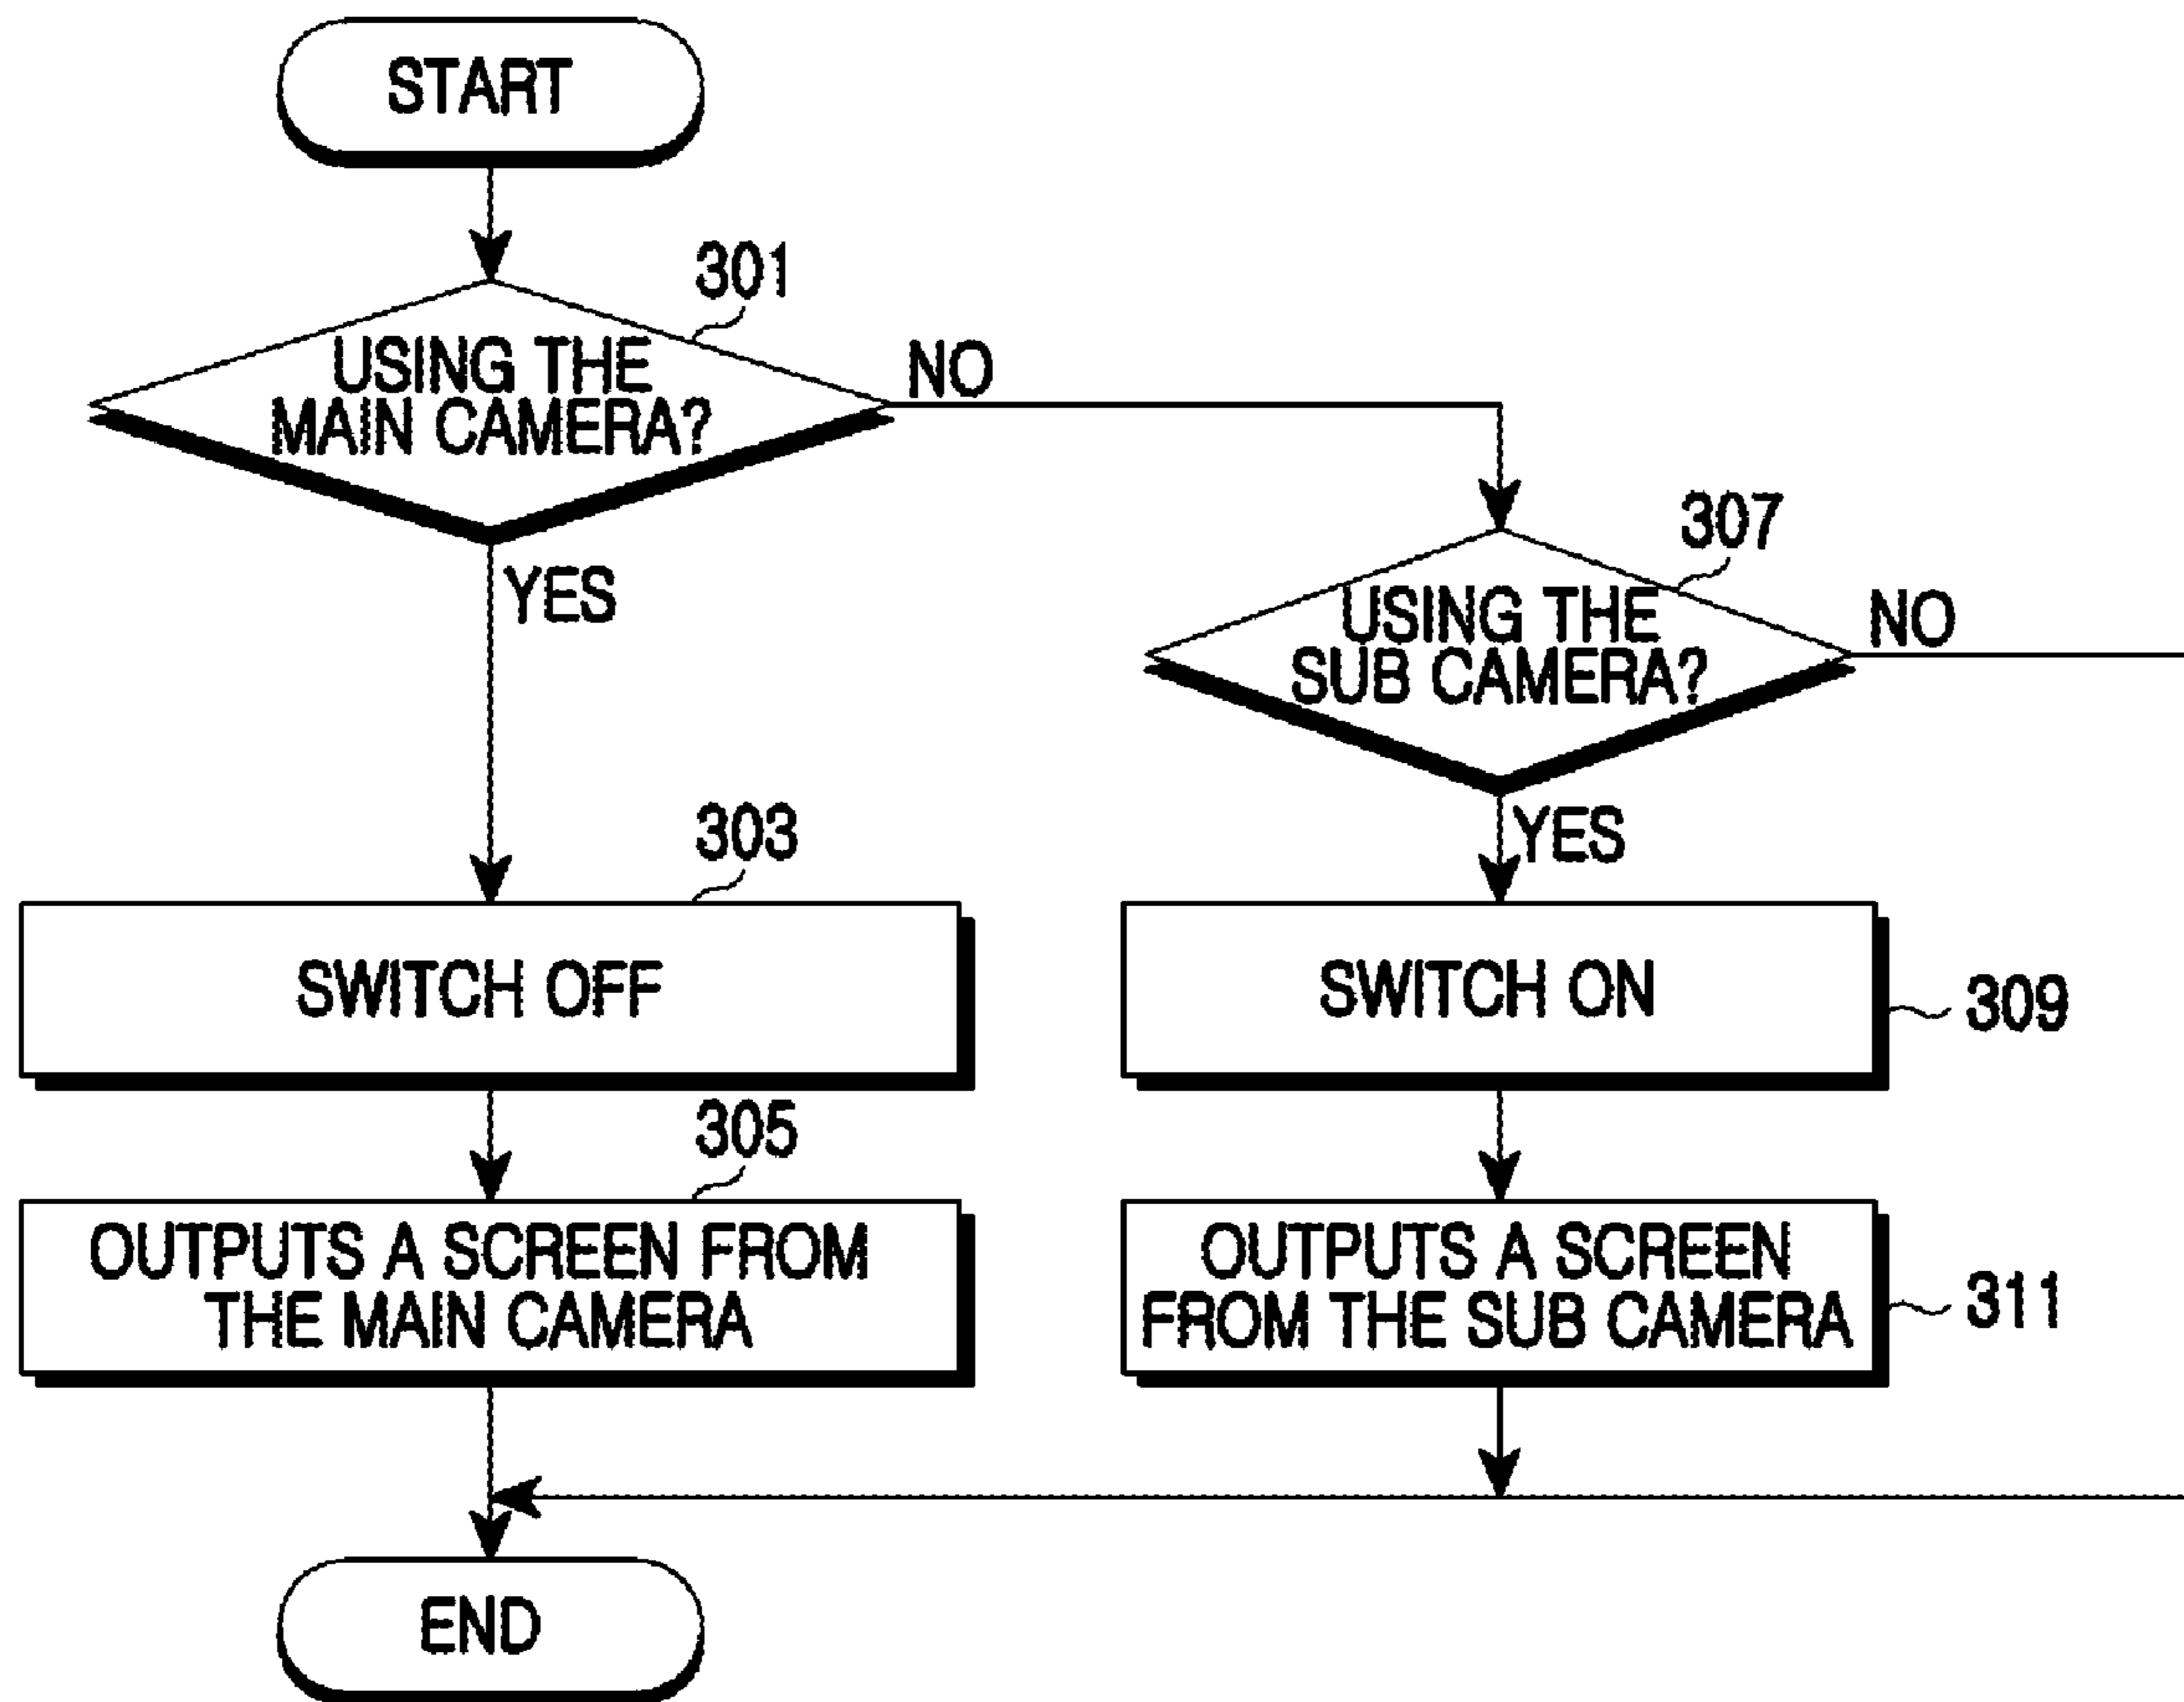 START
301
USING THE
MAIN CAMERA?
NO
YES
307
USING THE
SUB CAMERA?
NO
YES
303
SWITCH OFF
SWITCH ON
309
305
OUTPUTS A SCREEN FROM
THE MAIN CAMERA
OUTPUTS A SCREEN
FROM THE SUB CAMERA
311
END